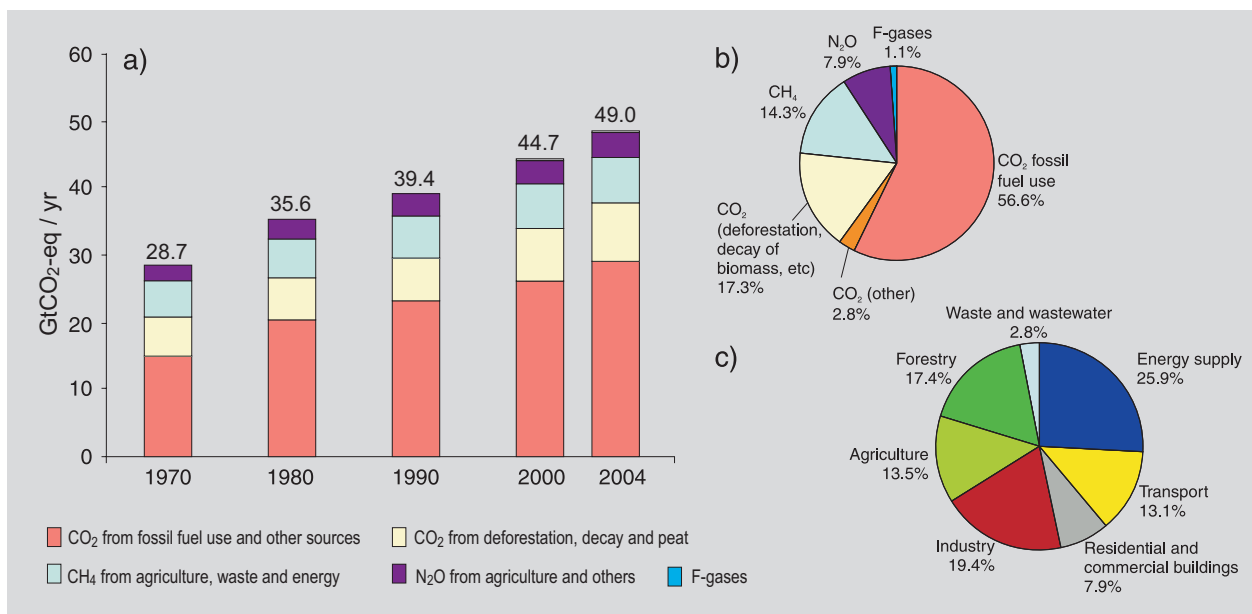 a)
GtCO₂-eq / yr
60
50
40
30
20
10
0
28.7
35.6
39.4
44.7
49.0
1970
1980
1990
2000
2004
CO₂ from fossil fuel use and other sources
CO₂ from deforestation, decay and peat
CH₄ from agriculture, waste and energy
N₂O from agriculture and others
F-gases
b)
F-gases
1.1%
N₂O
7.9%
CH₄
14.3%
CO₂ fossil
fuel use
56.6%
CO₂
(deforestation,
decay of
biomass, etc)
17.3%
CO₂ (other)
2.8%
c)
Waste and wastewater
2.8%
Forestry
17.4%
Energy supply
25.9%
Agriculture
13.5%
Transport
13.1%
Industry
19.4%
Residential and
commercial buildings
7.9%